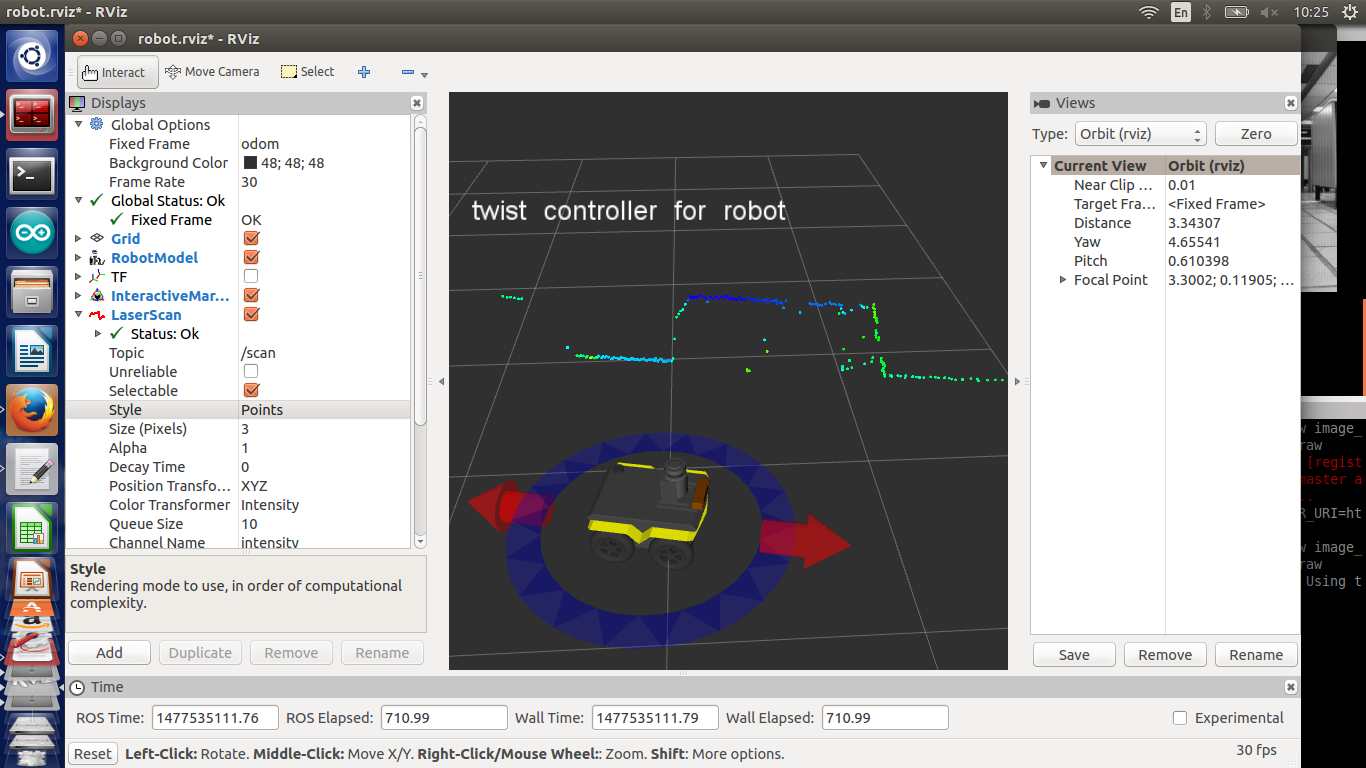 robot.rviz* - RViz
En
10:25
robot.rviz* - RViz
Interact
Move Camera
Select
Displays
Global Options
Fixed Frame odom
Background Color 48; 48; 48
Frame Rate 30
Global Status: Ok
Fixed Frame OK
Grid
RobotModel
TF
InteractiveMar...
LaserScan
Status: Ok
Topic /scan
Unreliable
Selectable
Style Points
Size (Pixels) 3
Alpha 1
Decay Time 0
Position Transfo... XYZ
Color Transformer Intensity
Queue Size 10
Channel Name intensity
Style
Rendering mode to use, in order of computational
complexity.
Add Duplicate Remove Rename
twist controller for robot
Views
Type: Orbit (rviz) Zero
Current View Orbit (rviz)
Near Clip ... 0.01
Target Fra... <Fixed Frame>
Distance 3.34307
Yaw 4.65541
Pitch 0.610398
Focal Point 3.3002; 0.11905; ...
Save Remove Rename
image_
raw
[regist
master a
..
R_URI=ht
image_
raw
Using t
Time
ROS Time: 1477535111.76 ROS Elapsed: 710.99 Wall Time: 1477535111.79 Wall Elapsed: 710.99 Experimental
Reset Left-Click: Rotate. Middle-Click: Move X/Y. Right-Click/Mouse Wheel:: Zoom. Shift: More options. 30 fps